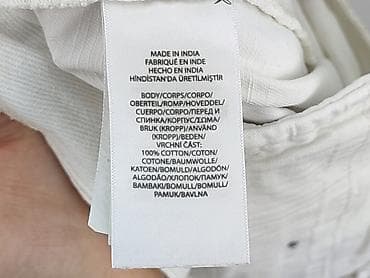 MADE IN INDIA
FABRIQUÉ EN INDE
HECHO EN INDIA
HİNDİSTAN'DA ÜRETİLMİŞTİR
BODY/CORPS/CORPO/
OBERTEIL/ROMP/HOVEDDEL/
CUERPO/CORPO/ПЕРЕД И
СПИНКА/КОРПУС/ΣΩΜΑ/
BRUK (KROPP)/ANVÄND
(KROPP)/BEDEN/
VRCHNÍ ČÁST:
100% COTTON/COTON/
COTONE/BAUMWOLLE/
KATOEN/BOMULD/ALGODÓN/
ALGODÃO/ХЛОПОК/ПАМУК/
BAMBAKI/BOMULL/BOMULL/
PAMUK/BAVLNA